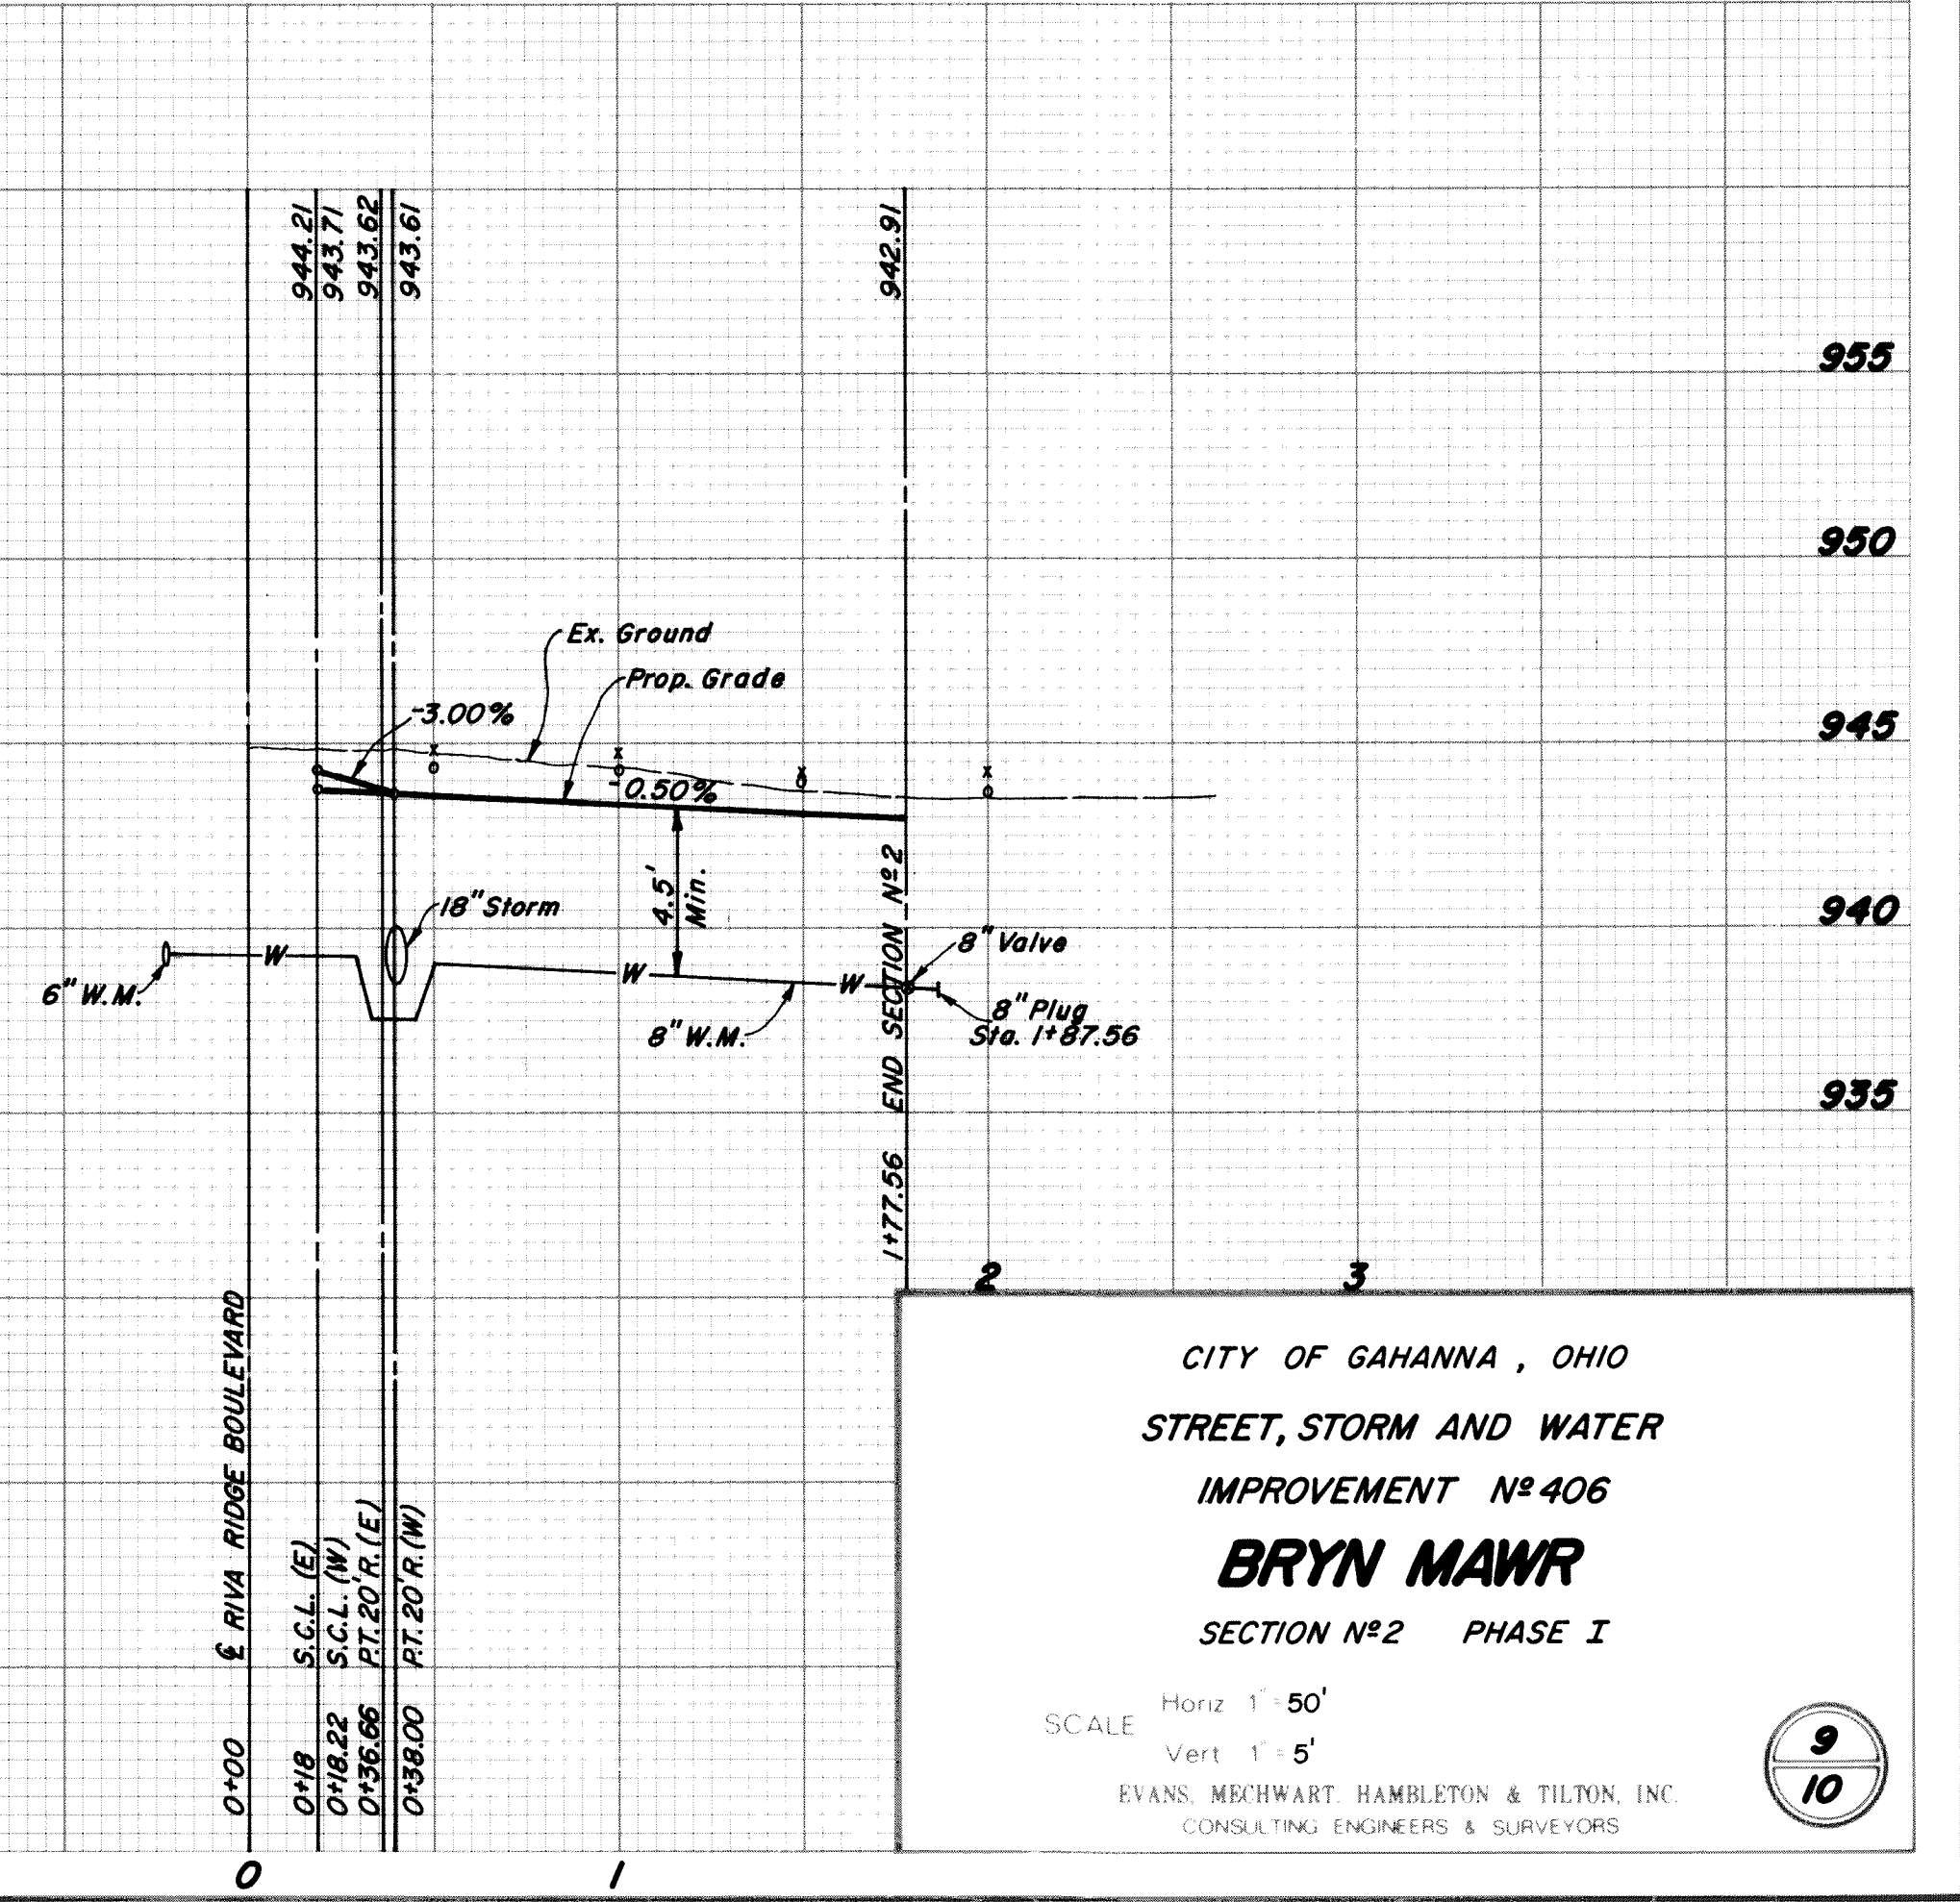 944.21
943.71
943.62
943.61
942.91
955
950
945
940
935
Ex. Ground
Prop. Grade
-3.00%
-0.50%
4.5'
Min.
18" Storm
W
W
W
6" W.M.
8" W.M.
8" Valve
8" Plug
Sta. 1+87.56
1+77.56 END SECTION Nº 2
0+00 ℄ RIVA RIDGE BOULEVARD
0+18 S.C.L. (E)
0+18.22 S.C.L. (W)
0+36.66 P.T. 20' R. (E)
0+38.00 P.T. 20' R. (W)
2
3
0
1
CITY OF GAHANNA , OHIO
STREET, STORM AND WATER
IMPROVEMENT Nº 406
BRYN MAWR
SECTION Nº 2 PHASE I
SCALE
Horiz 1" = 50'
Vert 1" = 5'
EVANS, MECHWART, HAMBLETON & TILTON, INC.
CONSULTING ENGINEERS & SURVEYORS
9
10